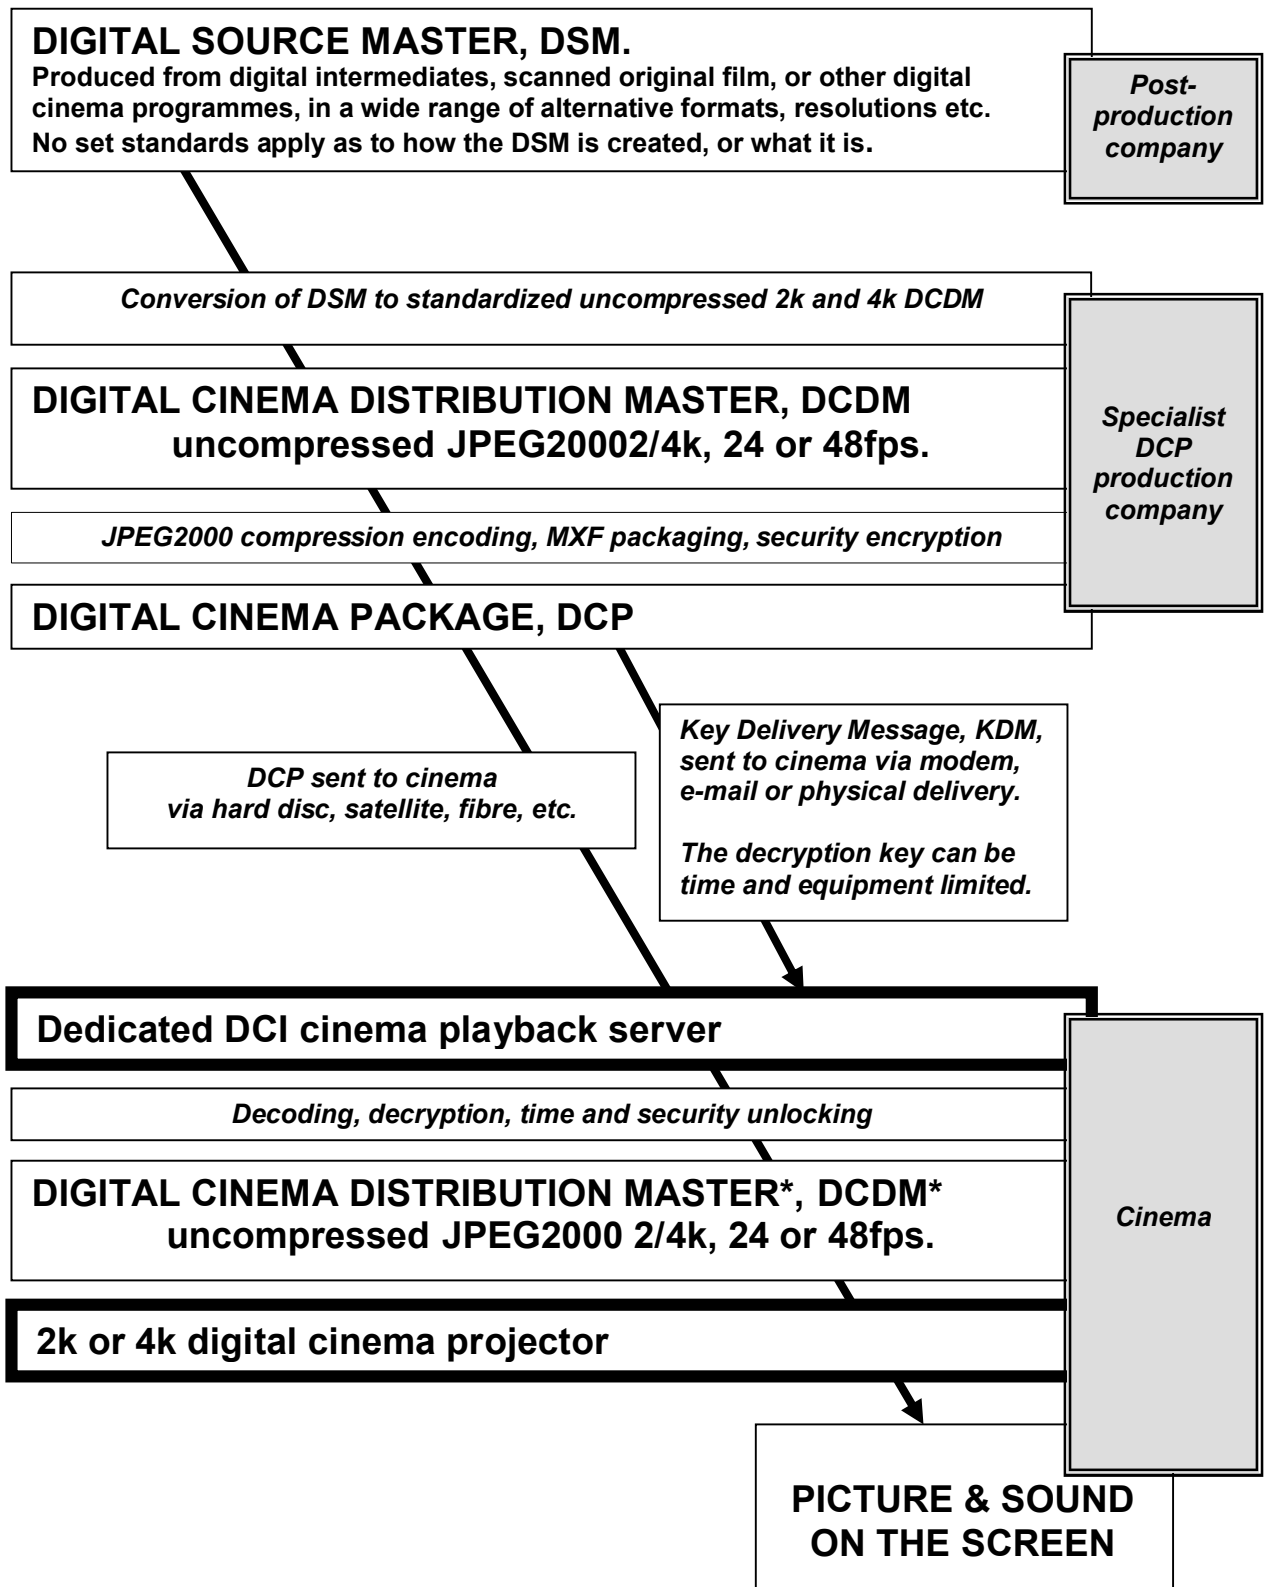 DIGITAL SOURCE MASTER, DSM.
Produced from digital intermediates, scanned original film, or other digital
cinema programmes, in a wide range of alternative formats, resolutions etc.
No set standards apply as to how the DSM is created, or what it is.
Post-
production
company
Conversion of DSM to standardized uncompressed 2k and 4k DCDM
DIGITAL CINEMA DISTRIBUTION MASTER, DCDM
uncompressed JPEG20002/4k, 24 or 48fps.
Specialist
DCP
production
company
JPEG2000 compression encoding, MXF packaging, security encryption
DIGITAL CINEMA PACKAGE, DCP
Key Delivery Message, KDM,
sent to cinema via modem,
e-mail or physical delivery.
The decryption key can be
time and equipment limited.
DCP sent to cinema
via hard disc, satellite, fibre, etc.
Dedicated DCI cinema playback server
Decoding, decryption, time and security unlocking
DIGITAL CINEMA DISTRIBUTION MASTER*, DCDM*
uncompressed JPEG2000 2/4k, 24 or 48fps.
Cinema
2k or 4k digital cinema projector
PICTURE & SOUND
ON THE SCREEN